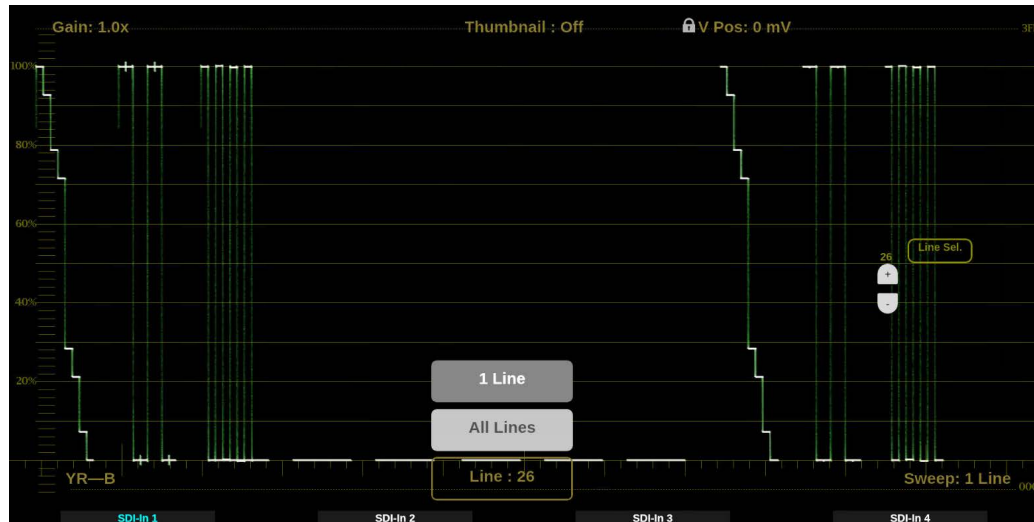 Gain: 1.0x
Thumbnail : Off
V Pos: 0 mV
100%
80%
60%
40%
20%
26
Line Sel.
+
-
1 Line
All Lines
Line : 26
YR—B
Sweep: 1 Line
SDI-In 1
SDI-In 2
SDI-In 3
SDI-In 4